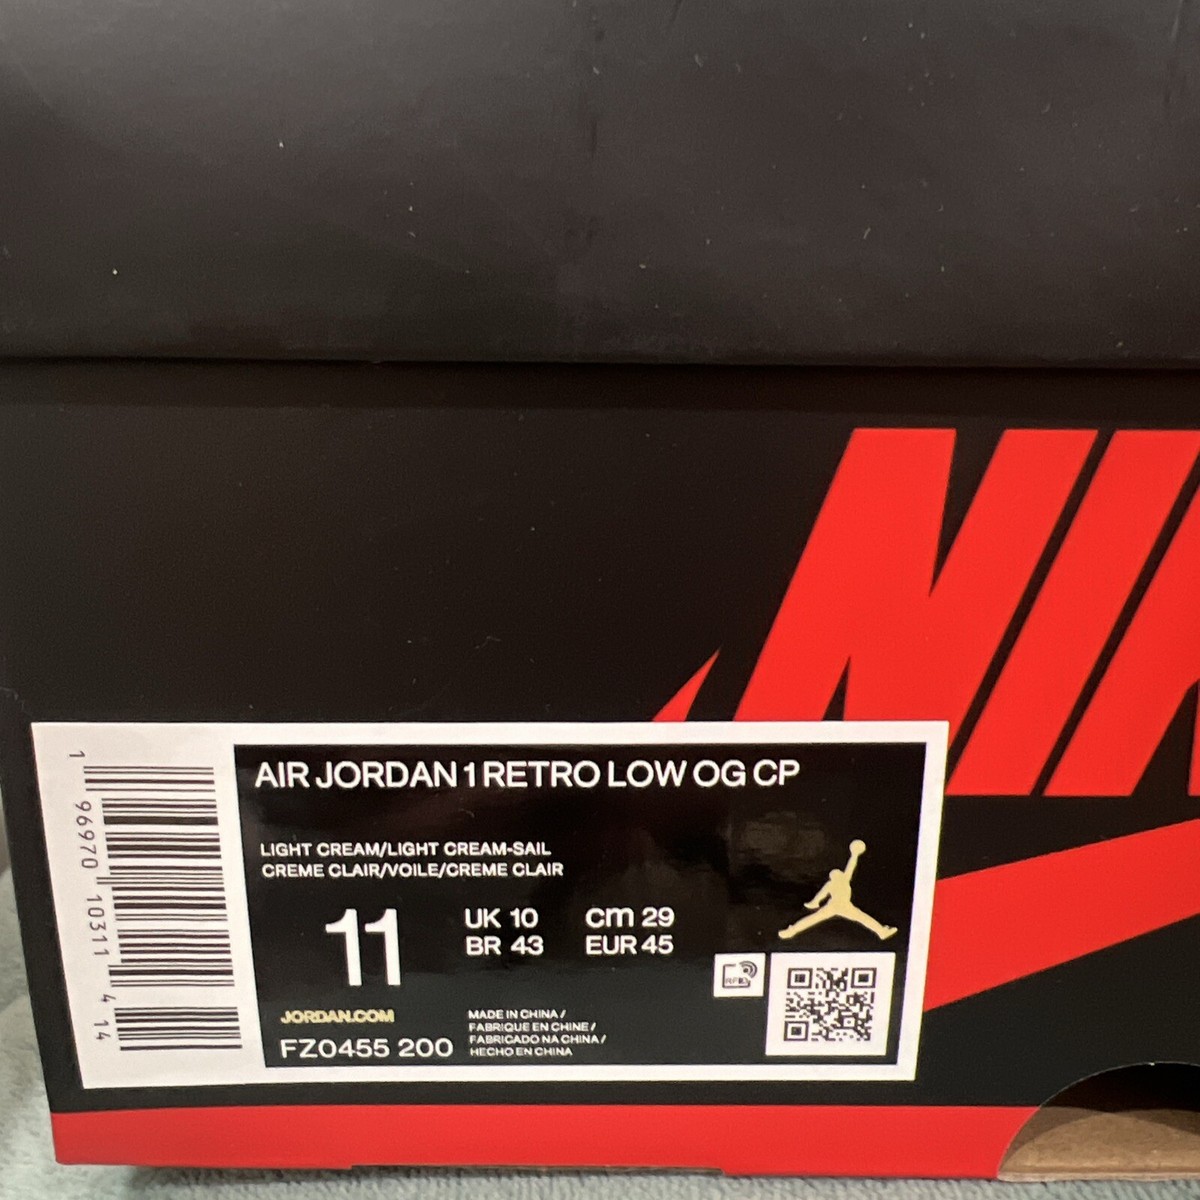 NIK
AIR JORDAN 1 RETRO LOW OG CP
LIGHT CREAM/LIGHT CREAM-SAIL
CREME CLAIR/VOILE/CREME CLAIR
11
UK 10 cm 29
BR 43 EUR 45
JORDAN.COM
FZ0455 200
MADE IN CHINA /
FABRIQUE EN CHINE /
FABRICADO NA CHINA /
HECHO EN CHINA
RFID
1 96970 10311 4 14